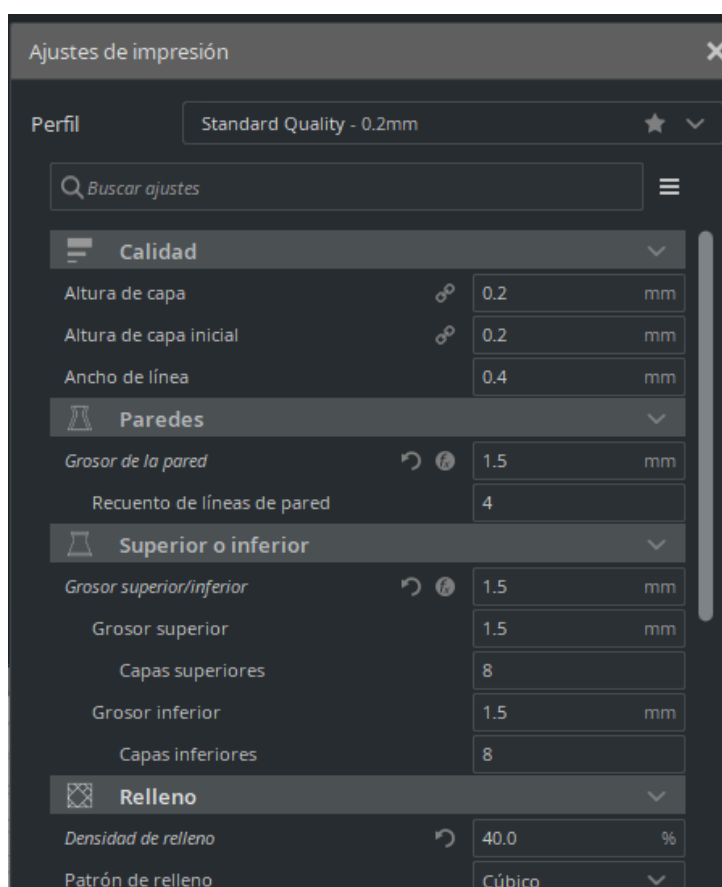 Ajustes de impresión
Perfil Standard Quality - 0.2mm
Buscar ajustes
Calidad
Altura de capa 0.2 mm
Altura de capa inicial 0.2 mm
Ancho de línea 0.4 mm
Paredes
Grosor de la pared 1.5 mm
Recuento de líneas de pared 4
Superior o inferior
Grosor superior/inferior 1.5 mm
Grosor superior 1.5 mm
Capas superiores 8
Grosor inferior 1.5 mm
Capas inferiores 8
Relleno
Densidad de relleno 40.0 %
Patrón de relleno Cúbico